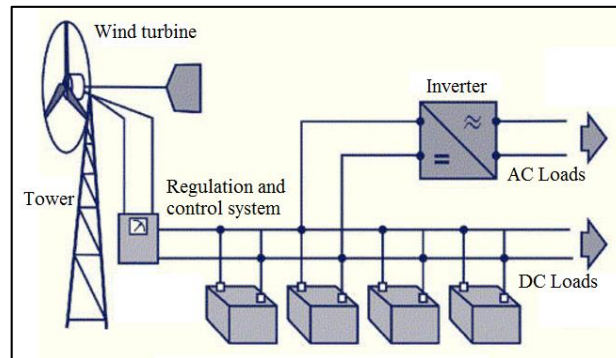 Wind turbine
Inverter
AC Loads
Tower
Regulation and
control system
DC Loads